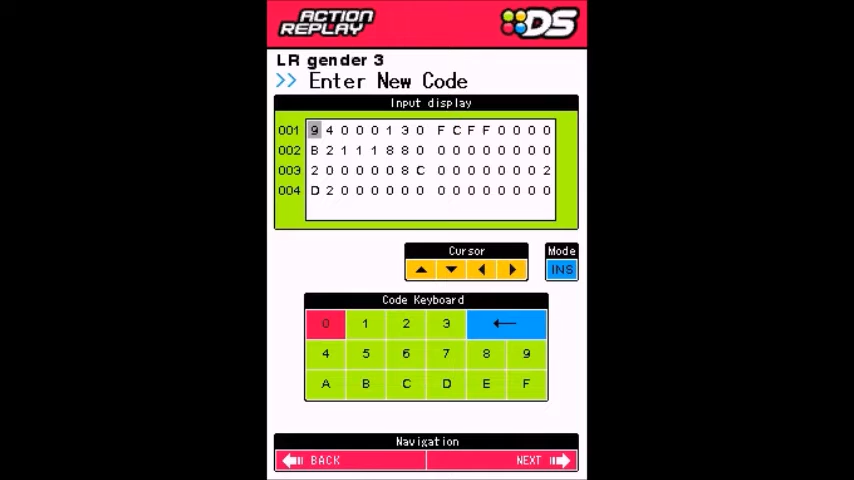 ACTION
REPLAY
DS
LR gender 3
>> Enter New Code
Input display
001 94000130 FCFF0000
002 B2111880 00000000
003 2000008C 00000002
004 D2000000 00000000
Cursor
Mode
INS
Code Keyboard
0 1 2 3 ←
4 5 6 7 8 9
A B C D E F
Navigation
BACK
NEXT